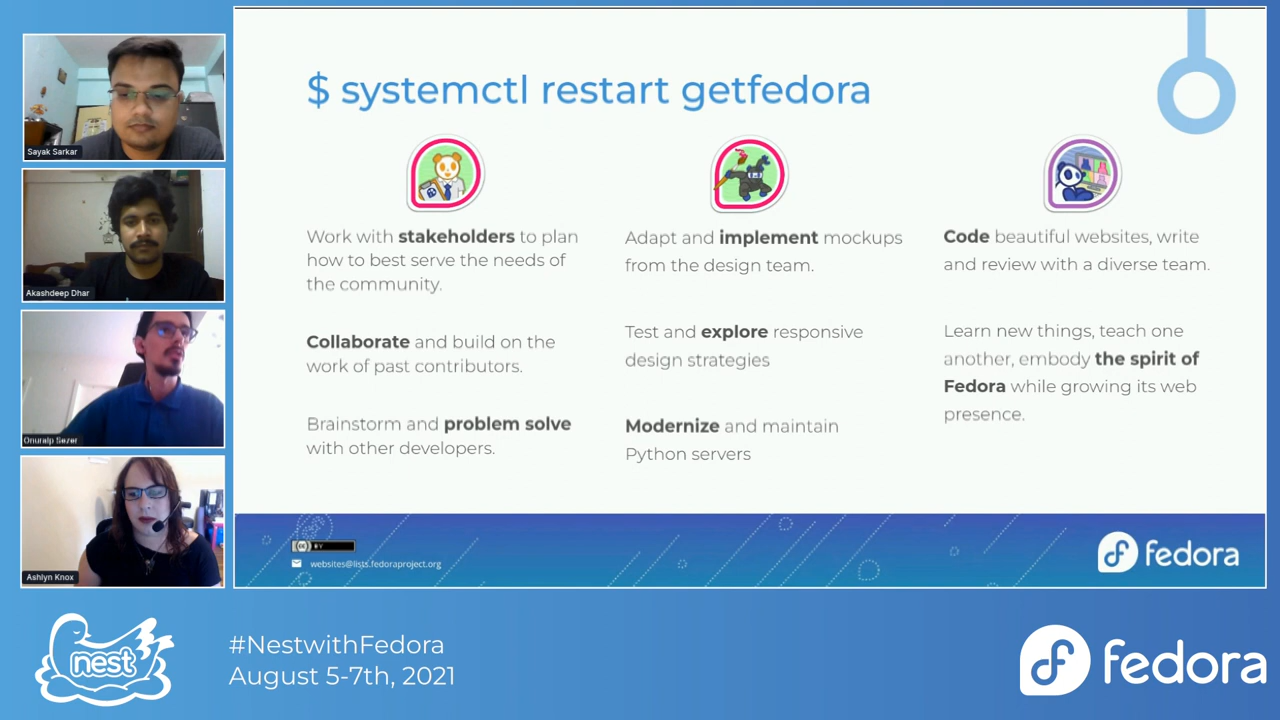 Sayak Sarkar
Akashdeep Dhar
Onuralp Sezer
Ashlyn Knox
$ systemctl restart getfedora
Work with stakeholders to plan
how to best serve the needs of
the community.
Collaborate and build on the
work of past contributors.
Brainstorm and problem solve
with other developers.
Adapt and implement mockups
from the design team.
Test and explore responsive
design strategies
Modernize and maintain
Python servers
Code beautiful websites, write
and review with a diverse team.
Learn new things, teach one
another, embody the spirit of
Fedora while growing its web
presence.
cc BY
websites@lists.fedoraproject.org
fedora
nest
#NestwithFedora
August 5-7th, 2021
fedora